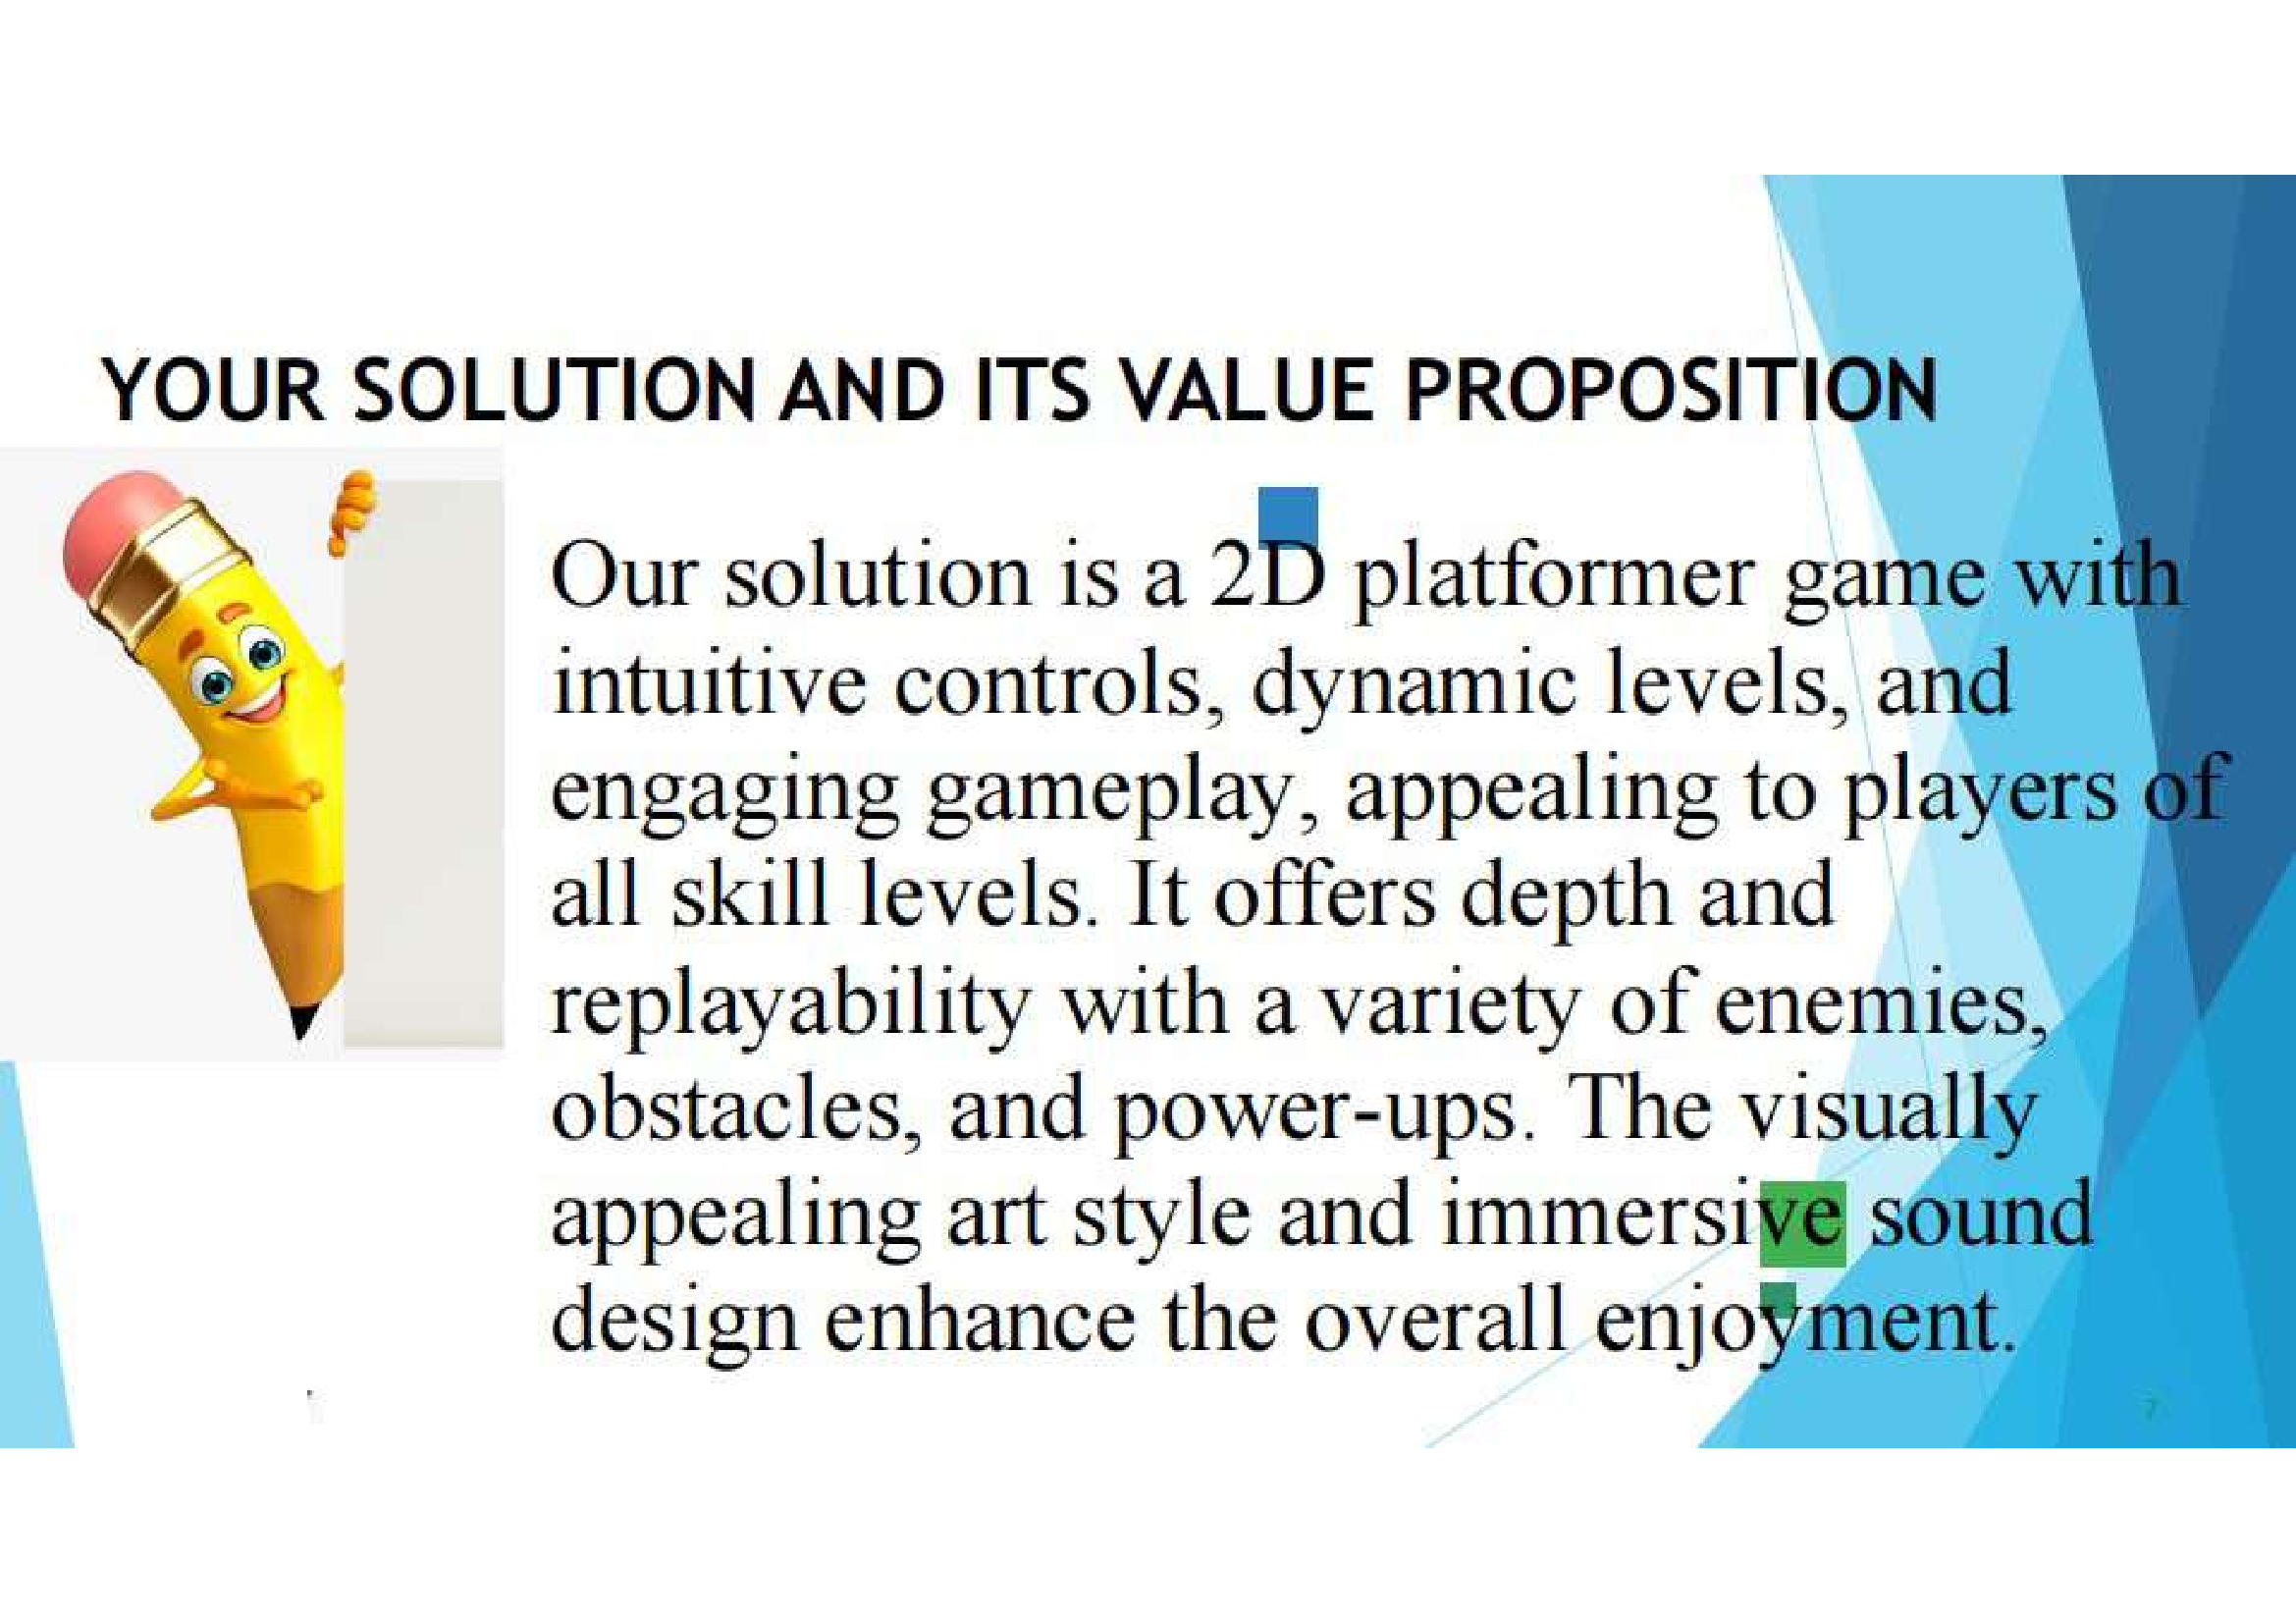 YOUR SOLUTION AND ITS VALUE PROPOSITION
Our solution is a 2D platformer game with
intuitive controls, dynamic levels, and
engaging gameplay, appealing to players of
all skill levels. It offers depth and
replayability with a variety of enemies,
obstacles, and power-ups. The visually
appealing art style and immersive sound
design enhance the overall enjoyment.
7